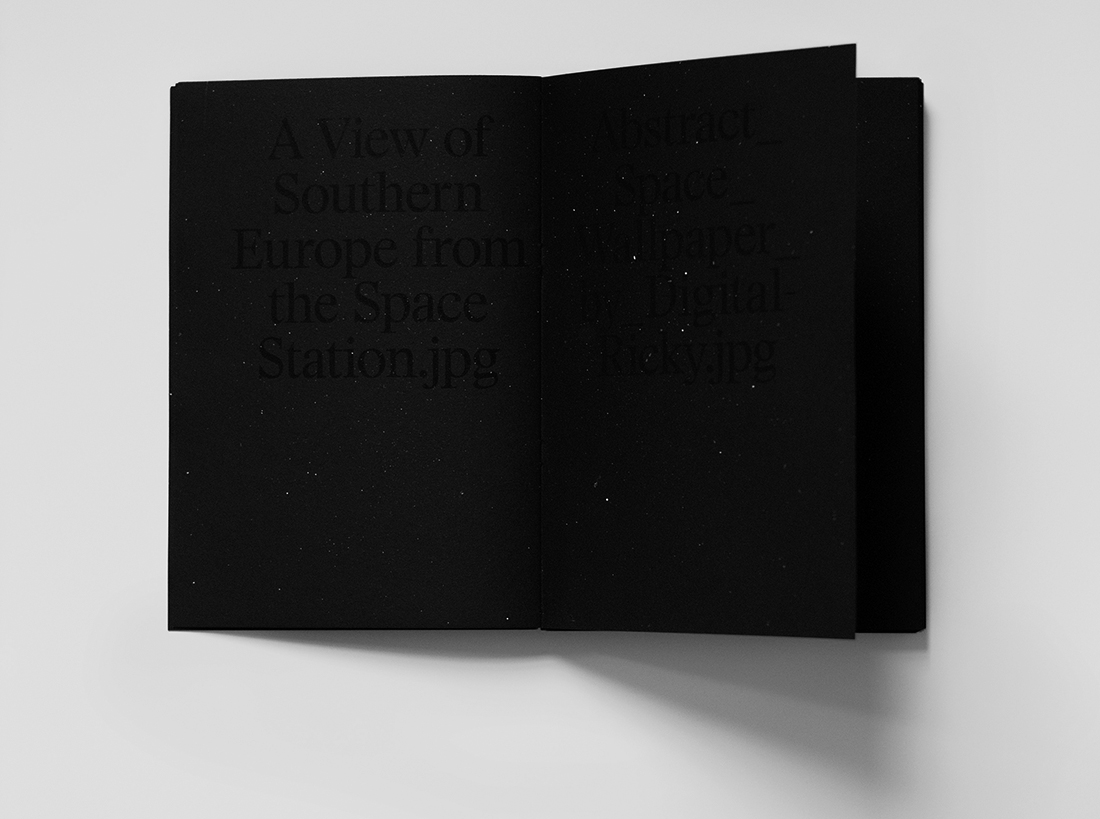 A View of
Southern
Europe from
the Space
Station.jpg
Abstract_
Space_
Wallpaper_
by_Digital-
Ricky.jpg